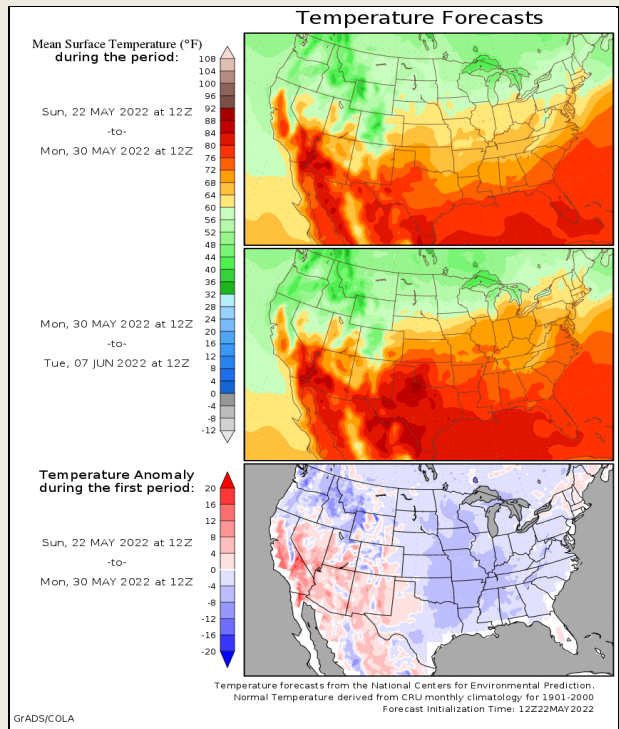 Temperature Forecasts
Mean Surface Temperature (°F)
during the period:
108
104
100
96
92
88
84
80
76
72
68
64
60
56
52
48
44
40
36
32
28
24
20
16
12
8
4
0
-4
-8
-12
Sun, 22 MAY 2022 at 12Z
-to-
Mon, 30 MAY 2022 at 12Z
Mon, 30 MAY 2022 at 12Z
-to-
Tue, 07 JUN 2022 at 12Z
Temperature Anomaly
during the first period:
20
16
12
8
4
0
-4
-8
-12
-16
-20
Sun, 22 MAY 2022 at 12Z
-to-
Mon, 30 MAY 2022 at 12Z
Temperature forecasts from the National Centers for Environmental Prediction.
Normal Temperature derived from CRU monthly climatology for 1901-2000
Forecast Initialization Time: 12Z22MAY2022
GrADS/COLA